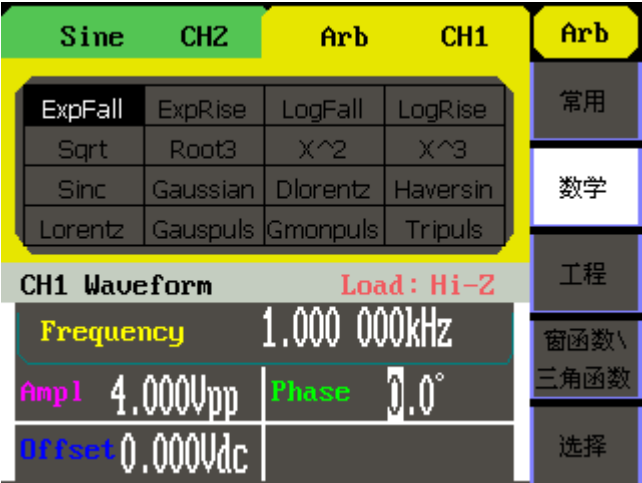 Sine CH2 Arb CH1 Arb
ExpFall ExpRise LogFall LogRise
Sqrt Root3 X^2 X^3
Sinc Gaussian Dlorentz Haversin
Lorentz Gauspuls Gmonpuls Tripuls
CH1 Waveform Load: Hi-Z
Frequency 1.000 000kHz
Ampl 4.000Vpp Phase 0.0°
Offset 0.000Vdc
常用
数学
工程
窗函数\
三角函数
选择